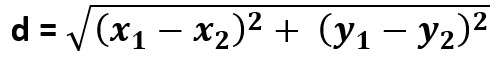 d = √((x₁ − x₂)² + (y₁ − y₂)²)